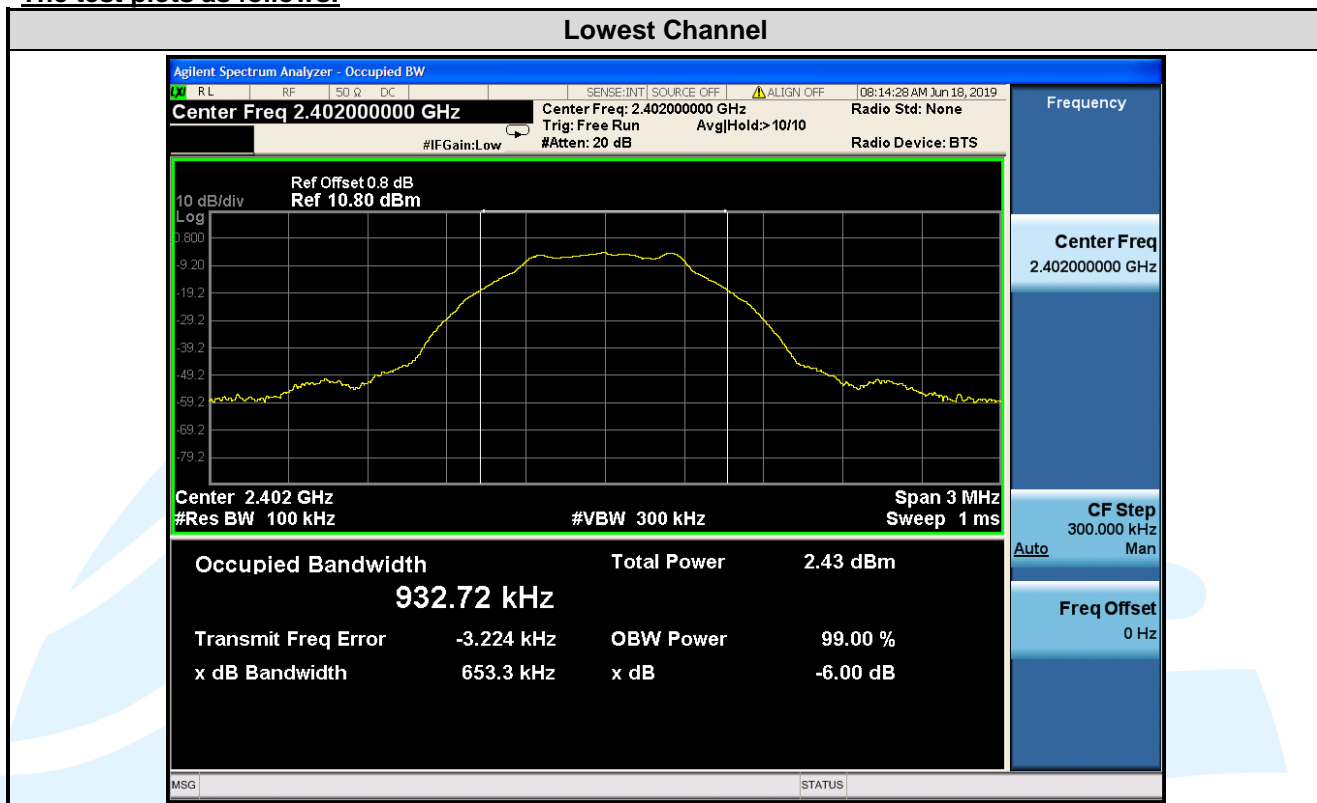 The test plots as follows:
Lowest Channel
Agilent Spectrum Analyzer - Occupied BW
LXI RL RF 50 Ω DC SENSE:INT SOURCE OFF ALIGN OFF 08:14:28 AM Jun 18, 2019
Center Freq 2.402000000 GHz
Center Freq: 2.402000000 GHz Radio Std: None
Trig: Free Run Avg|Hold:>10/10
#IFGain:Low #Atten: 20 dB Radio Device: BTS
Ref Offset 0.8 dB
10 dB/div Ref 10.80 dBm
Log
0.800
-9.20
-19.2
-29.2
-39.2
-49.2
-59.2
-69.2
-79.2
Center 2.402 GHz Span 3 MHz
#Res BW 100 kHz #VBW 300 kHz Sweep 1 ms
Occupied Bandwidth Total Power 2.43 dBm
932.72 kHz
Transmit Freq Error -3.224 kHz OBW Power 99.00 %
x dB Bandwidth 653.3 kHz x dB -6.00 dB
Frequency
Center Freq
2.402000000 GHz
CF Step
300.000 kHz
Auto Man
Freq Offset
0 Hz
MSG STATUS